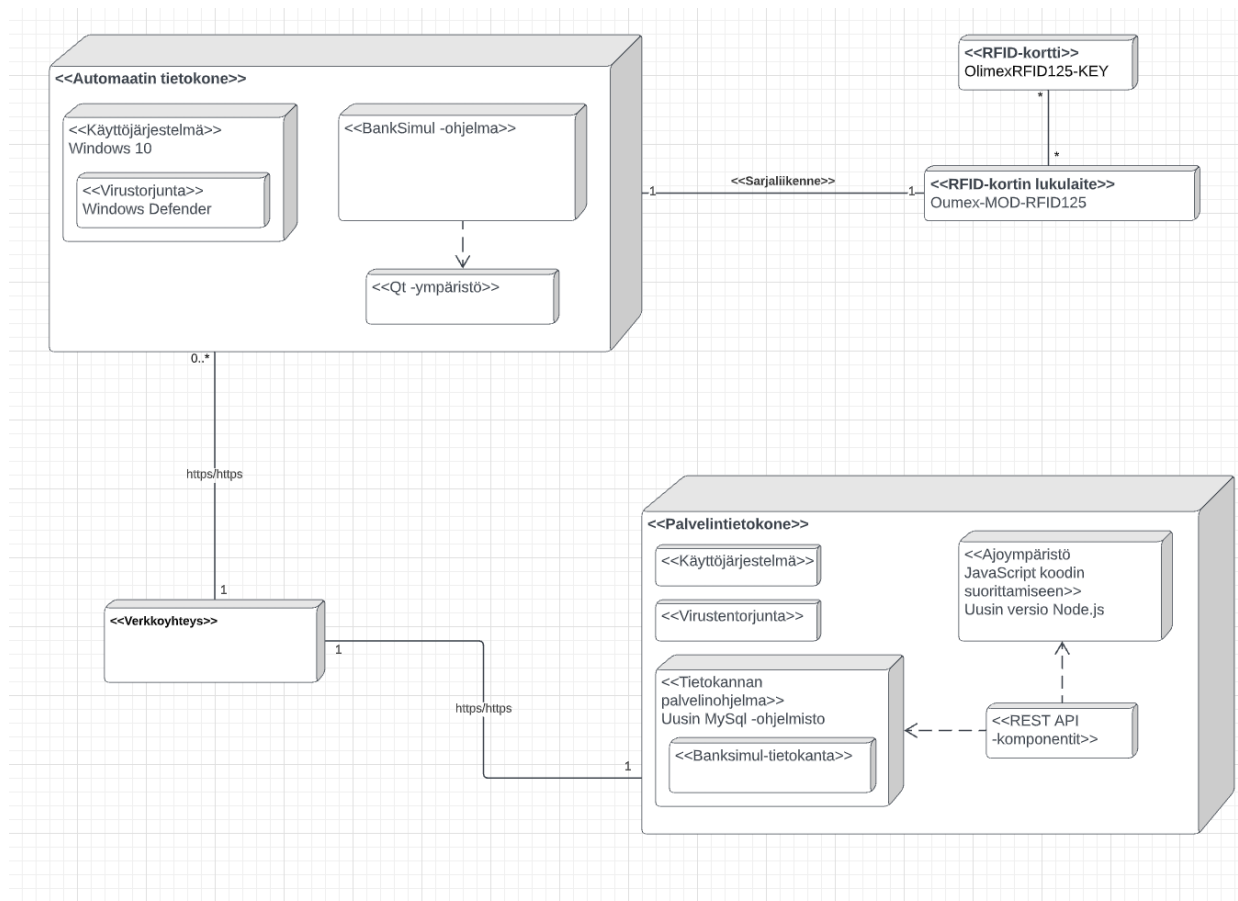 <<Automaatin tietokone>>
<<Käyttöjärjestelmä>>
Windows 10
<<Virustorjunta>>
Windows Defender
<<BankSimul -ohjelma>>
<<Qt -ympäristö>>
<<RFID-kortti>>
OlimexRFID125-KEY
*
*
1
<<Sarjaliikenne>>
1
<<RFID-kortin lukulaite>>
Oumex-MOD-RFID125
0..*
https/https
1
<<Verkkoyhteys>>
1
https/https
1
<<Palvelintietokone>>
<<Käyttöjärjestelmä>>
<<Virustentorjunta>>
<<Tietokannan
palvelinohjelma>>
Uusin MySql -ohjelmisto
<<Banksimul-tietokanta>>
<<Ajoympäristö
JavaScript koodin
suorittamiseen>>
Uusin versio Node.js
<<REST API
-komponentit>>